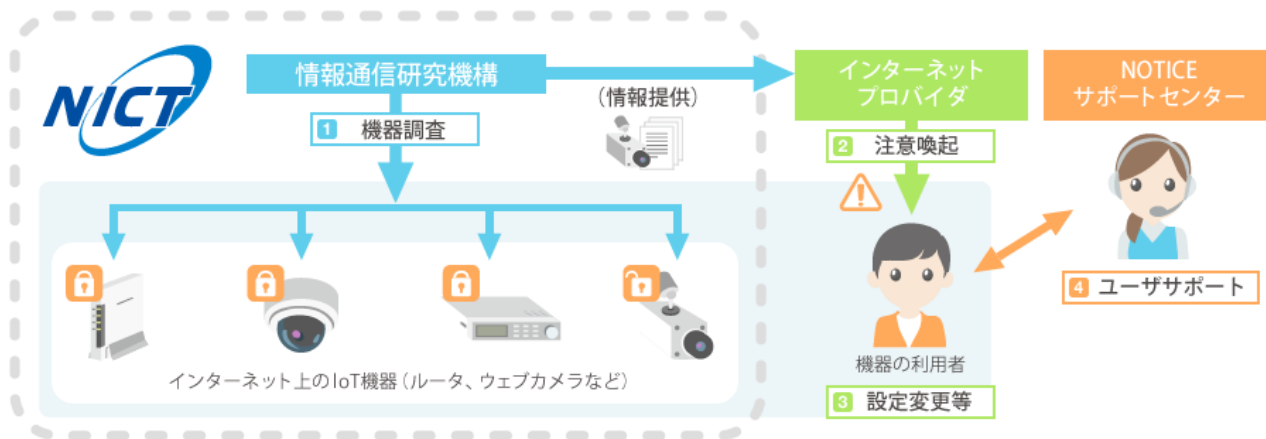 NICT
情報通信研究機構
1 機器調査
(情報提供)
インターネット
プロバイダ
2 注意喚起
NOTICE
サポートセンター
インターネット上のIoT機器(ルータ、ウェブカメラなど)
機器の利用者
3 設定変更等
4 ユーザサポート